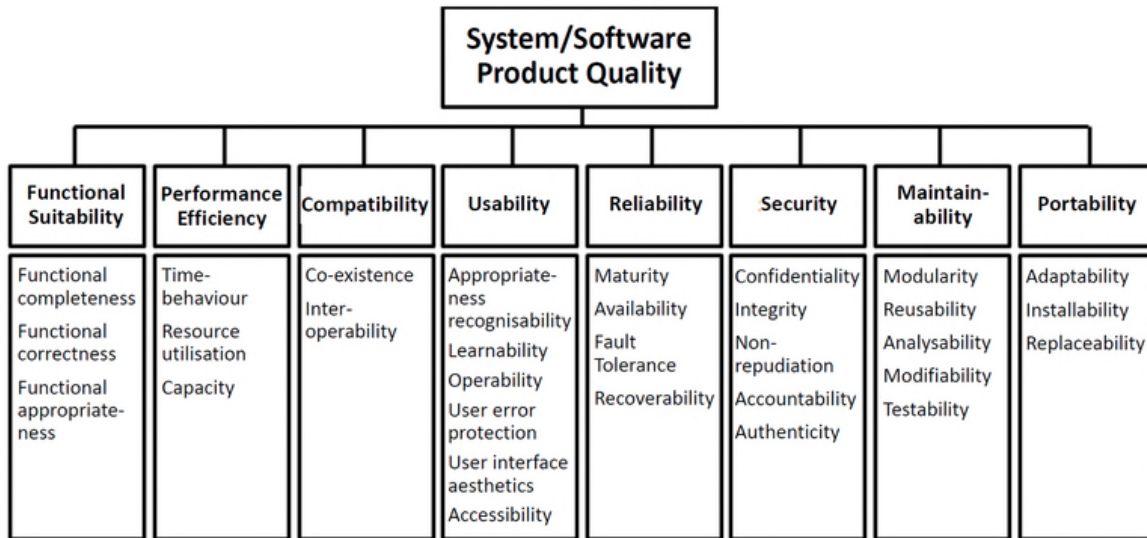 System/Software
Product Quality
Functional
Suitability
Performance
Efficiency
Compatibility
Usability
Reliability
Security
Maintain-
ability
Portability
Functional
completeness
Functional
correctness
Functional
appropriate-
ness
Time-
behaviour
Resource
utilisation
Capacity
Co-existence
Inter-
operability
Appropriate-
ness
recognisability
Learnability
Operability
User error
protection
User interface
aesthetics
Accessibility
Maturity
Availability
Fault
Tolerance
Recoverability
Confidentiality
Integrity
Non-
repudiation
Accountability
Authenticity
Modularity
Reusability
Analysability
Modifiability
Testability
Adaptability
Installability
Replaceability